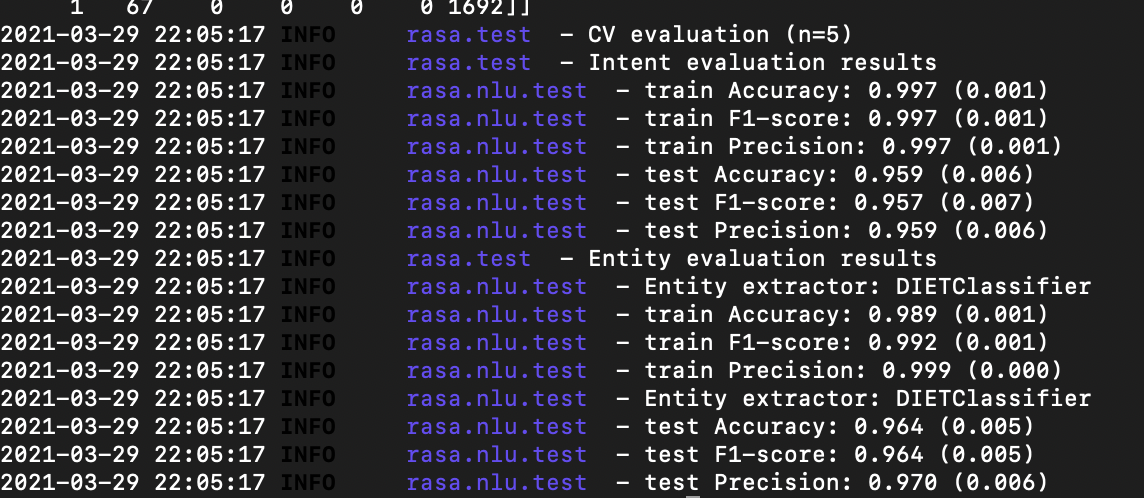 1 67 0 0 0 0 1692]]
2021-03-29 22:05:17 INFO rasa.test - CV evaluation (n=5)
2021-03-29 22:05:17 INFO rasa.test - Intent evaluation results
2021-03-29 22:05:17 INFO rasa.nlu.test - train Accuracy: 0.997 (0.001)
2021-03-29 22:05:17 INFO rasa.nlu.test - train F1-score: 0.997 (0.001)
2021-03-29 22:05:17 INFO rasa.nlu.test - train Precision: 0.997 (0.001)
2021-03-29 22:05:17 INFO rasa.nlu.test - test Accuracy: 0.959 (0.006)
2021-03-29 22:05:17 INFO rasa.nlu.test - test F1-score: 0.957 (0.007)
2021-03-29 22:05:17 INFO rasa.nlu.test - test Precision: 0.959 (0.006)
2021-03-29 22:05:17 INFO rasa.test - Entity evaluation results
2021-03-29 22:05:17 INFO rasa.nlu.test - Entity extractor: DIETClassifier
2021-03-29 22:05:17 INFO rasa.nlu.test - train Accuracy: 0.989 (0.001)
2021-03-29 22:05:17 INFO rasa.nlu.test - train F1-score: 0.992 (0.001)
2021-03-29 22:05:17 INFO rasa.nlu.test - train Precision: 0.999 (0.000)
2021-03-29 22:05:17 INFO rasa.nlu.test - Entity extractor: DIETClassifier
2021-03-29 22:05:17 INFO rasa.nlu.test - test Accuracy: 0.964 (0.005)
2021-03-29 22:05:17 INFO rasa.nlu.test - test F1-score: 0.964 (0.005)
2021-03-29 22:05:17 INFO rasa.nlu.test - test Precision: 0.970 (0.006)